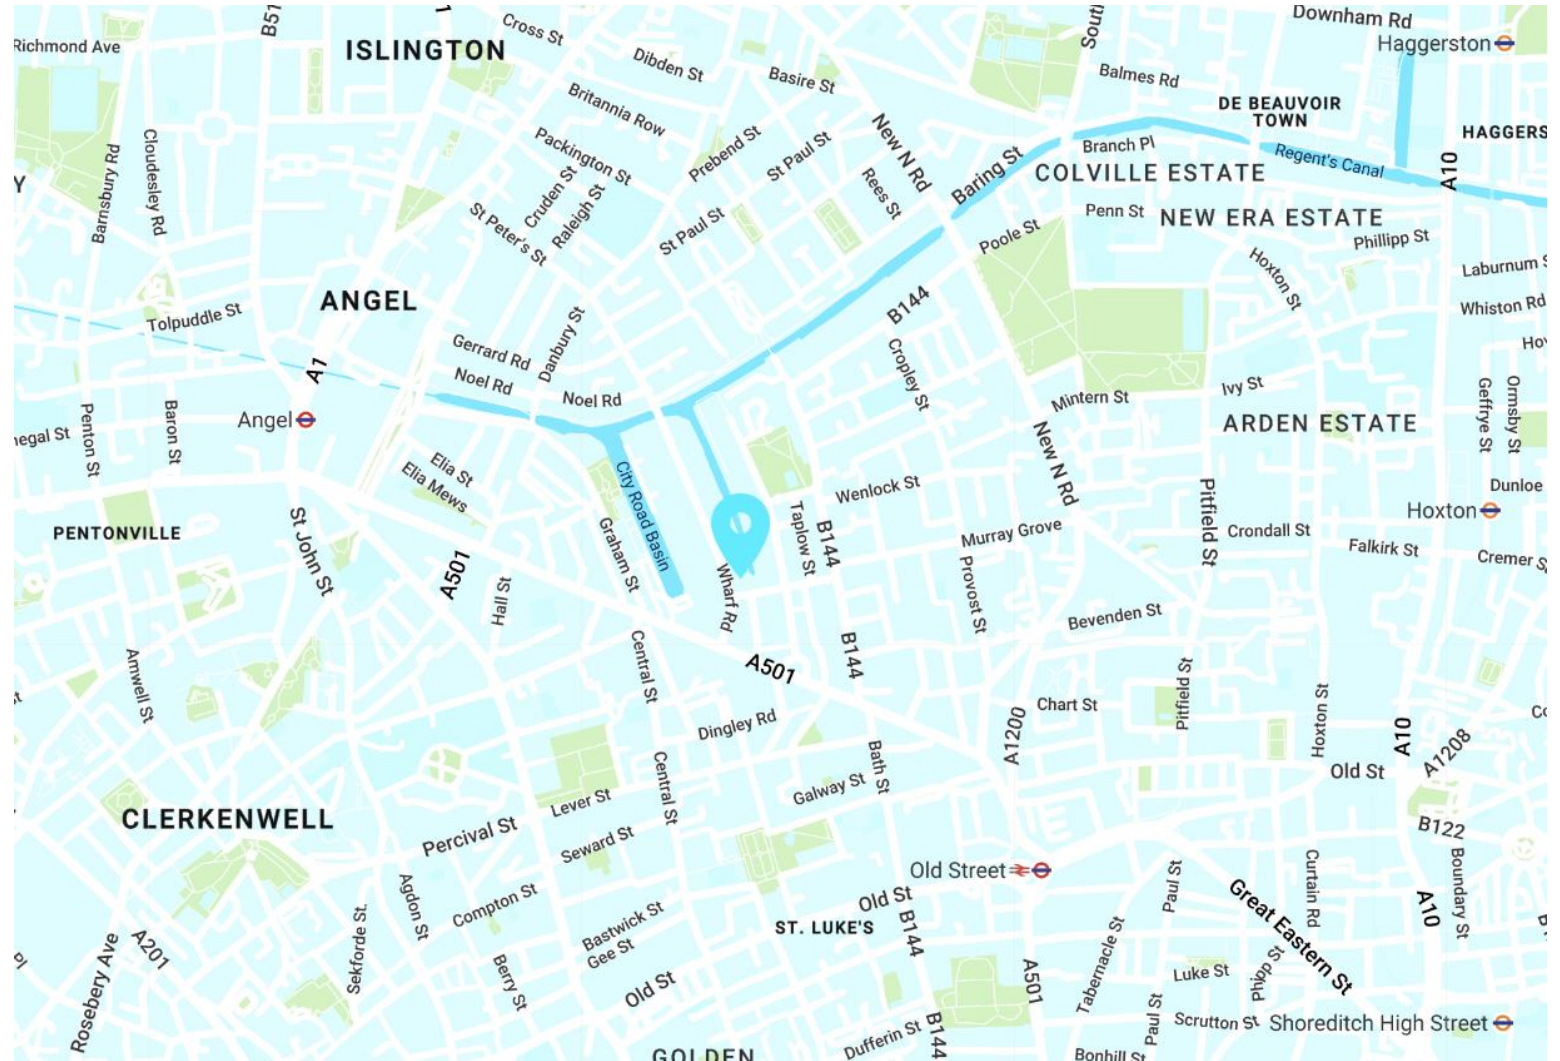 Downham Rd
Cross St
B51
Haggerston
Richmond Ave
ISLINGTON
Dibden St
Basire St
Balmes Rd
Britannia Row
DE BEAUVOIR
TOWN
New N Rd
HAGGERS
Packington St
Prebend St
St Paul St
Branch Pl
Regent's Canal
A10
Cloudesley Rd
Barnsbury Rd
Cruden St
Raleigh St
Rees St
Baring St
COLVILLE ESTATE
St Peter's St
St Paul St
Penn St
NEW ERA ESTATE
Poole St
Phillipp St
Hoxton St
Laburnum S
ANGEL
Tolpuddle St
B144
Whiston Rd
Danbury St
Gerrard Rd
Cropley St
A1
Noel Rd
Noel Rd
Mintern St
Ivy St
Geffrye St
Ormsby St
Angel
Penton St
Baron St
negal St
ARDEN ESTATE
New N Rd
Elia St
Elia Mews
City Road Basin
Wenlock St
Dunloe
PENTONVILLE
St John St
Graham St
Taplow St
B144
Murray Grove
Pitfield St
Crondall St
Hoxton
Falkirk St
Cremer S
A501
Hall St
Wharf Rd
Provost St
Bevenden St
Amwell St
Central St
A501
B144
Pitfield St
Chart St
Hoxton St
A10
Dingley Rd
A1200
Central St
Bath St
Old St
A1208
Galway St
Lever St
CLERKENWELL
Percival St
Seward St
B122
Old Street
Agdon St
Compton St
Old St
ST. LUKE'S
B144
Paul St
Great Eastern St
Curtain Rd
Boundary St
A10
Rosebery Ave
A201
Sekforde St.
Bastwick St
Gee St
Berry St
Old St
A501
Tabernacle St
Luke St
Phipp St
Paul St
Scrutton St
Shoreditch High Street
Dufferin St
B144
Bonhill St
GOLDEN